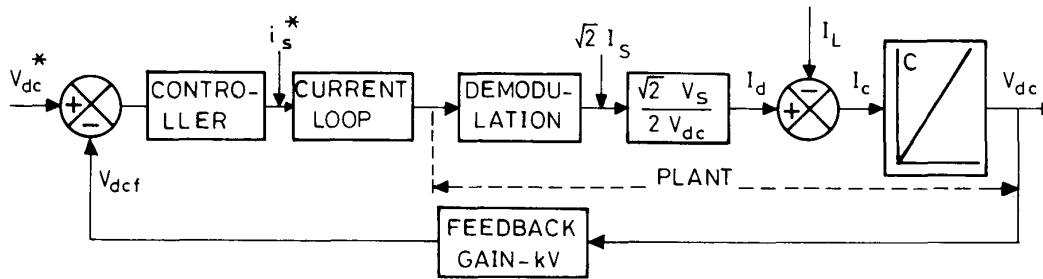 V_dc*
+
−
V_dcf
CONTRO-
LLER
i_s*
CURRENT
LOOP
DEMODU-
LATION
√2 I_S
√2 V_S
2 V_dc
I_d
I_L
−
+
I_c
C
V_dc
PLANT
FEEDBACK
GAIN-kV